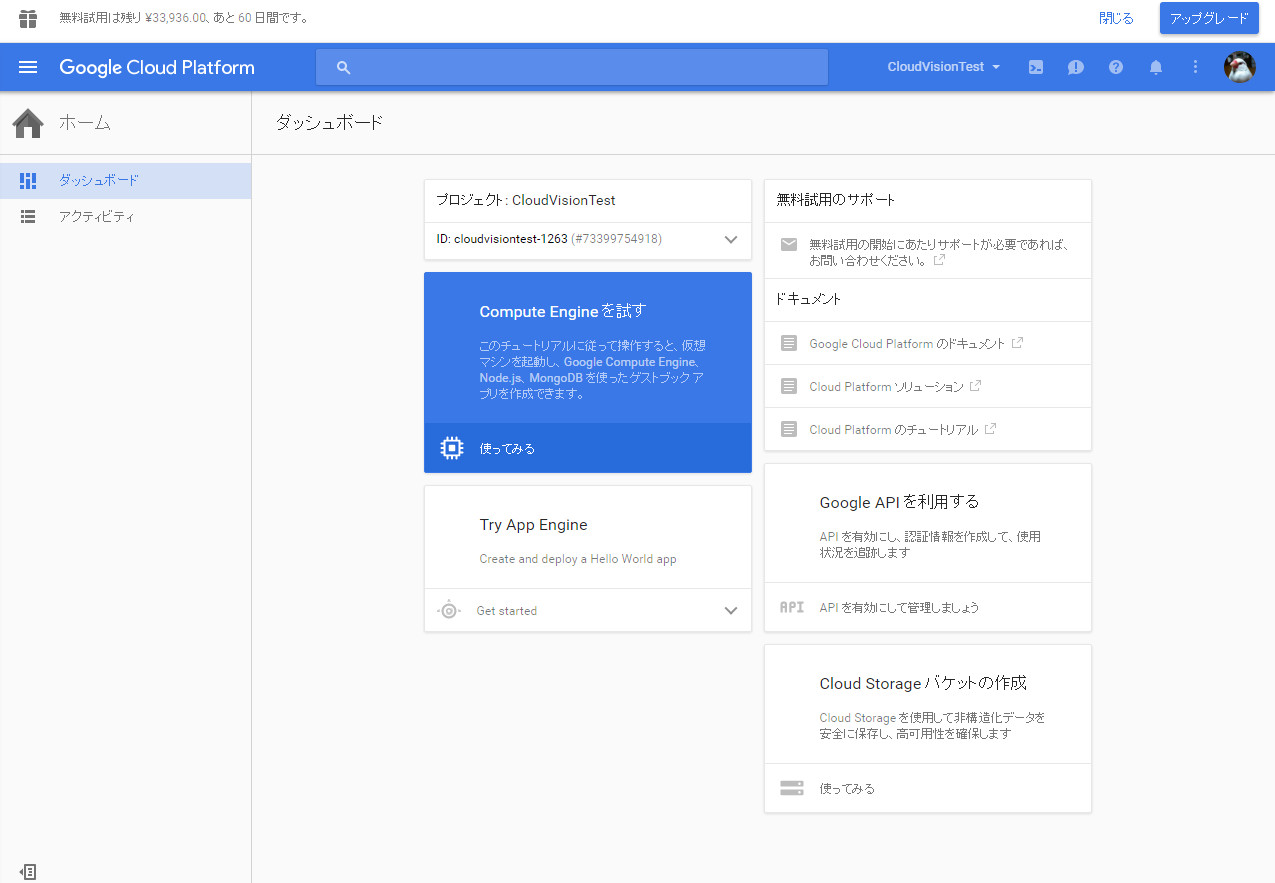 無料試用は残り ¥33,936.00、あと 60 日間です。
閉じる
アップグレード
Google Cloud Platform
CloudVisionTest
ホーム
ダッシュボード
ダッシュボード
アクティビティ
プロジェクト: CloudVisionTest
ID: cloudvisiontest-1263 (#73399754918)
Compute Engine を試す
このチュートリアルに従って操作すると、仮想
マシンを起動し、Google Compute Engine、
Node.js、MongoDB を使ったゲストブック ア
プリを作成できます。
使ってみる
Try App Engine
Create and deploy a Hello World app
Get started
無料試用のサポート
無料試用の開始にあたりサポートが必要であれば、
お問い合わせください。
ドキュメント
Google Cloud Platform のドキュメント
Cloud Platform ソリューション
Cloud Platform のチュートリアル
Google API を利用する
API を有効にし、認証情報を作成して、使用
状況を追跡します
API
API を有効にして管理しましょう
Cloud Storage バケットの作成
Cloud Storage を使用して非構造化データを
安全に保存し、高可用性を確保します
使ってみる